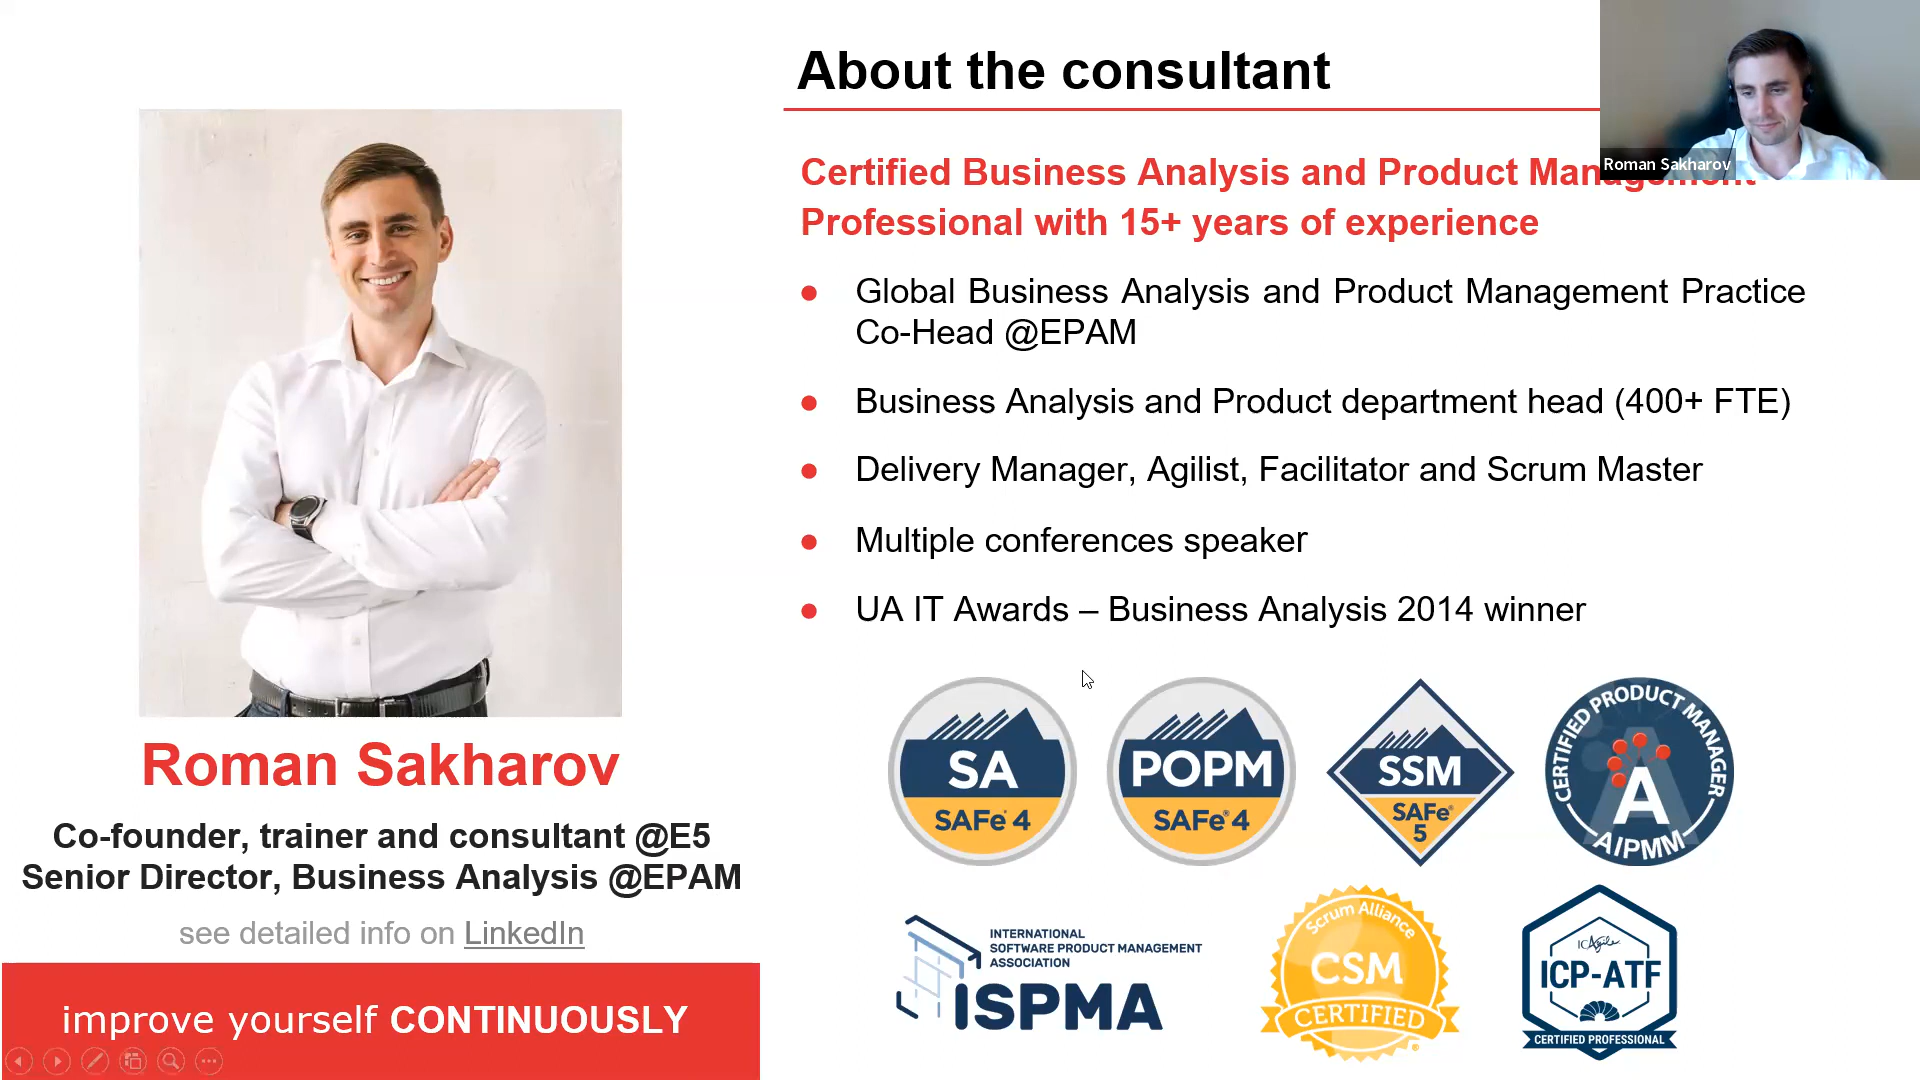 About the consultant
Roman Sakharov
Certified Business Analysis and Product Management
Professional with 15+ years of experience
Global Business Analysis and Product Management Practice
Co-Head @EPAM
Business Analysis and Product department head (400+ FTE)
Delivery Manager, Agilist, Facilitator and Scrum Master
Multiple conferences speaker
UA IT Awards – Business Analysis 2014 winner
Roman Sakharov
Co-founder, trainer and consultant @E5
Senior Director, Business Analysis @EPAM
see detailed info on LinkedIn
improve yourself CONTINUOUSLY
SA
SAFe® 4
POPM
SAFe® 4
SSM
SAFe®
5
CERTIFIED PRODUCT MANAGER
A
AIPMM
INTERNATIONAL
SOFTWARE PRODUCT MANAGEMENT
ASSOCIATION
ISPMA
Scrum Alliance
CSM
CERTIFIED
®
ICAgile
ICP-ATF
CERTIFIED PROFESSIONAL